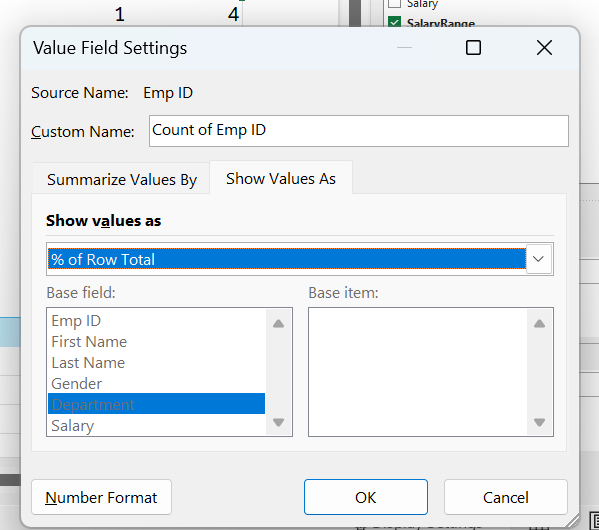 1 4
Salary
SalaryRange
Value Field Settings
Source Name: Emp ID
Custom Name: Count of Emp ID
Summarize Values By Show Values As
Show values as
% of Row Total
Base field: Base item:
Emp ID
First Name
Last Name
Gender
Department
Salary
Number Format OK Cancel
Display Settings